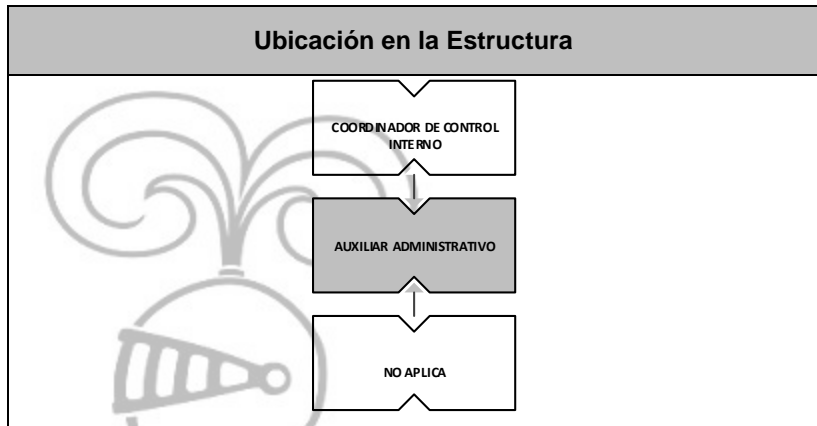 Ubicación en la Estructura
COORDINADOR DE CONTROL
INTERNO
AUXILIAR ADMINISTRATIVO
NO APLICA